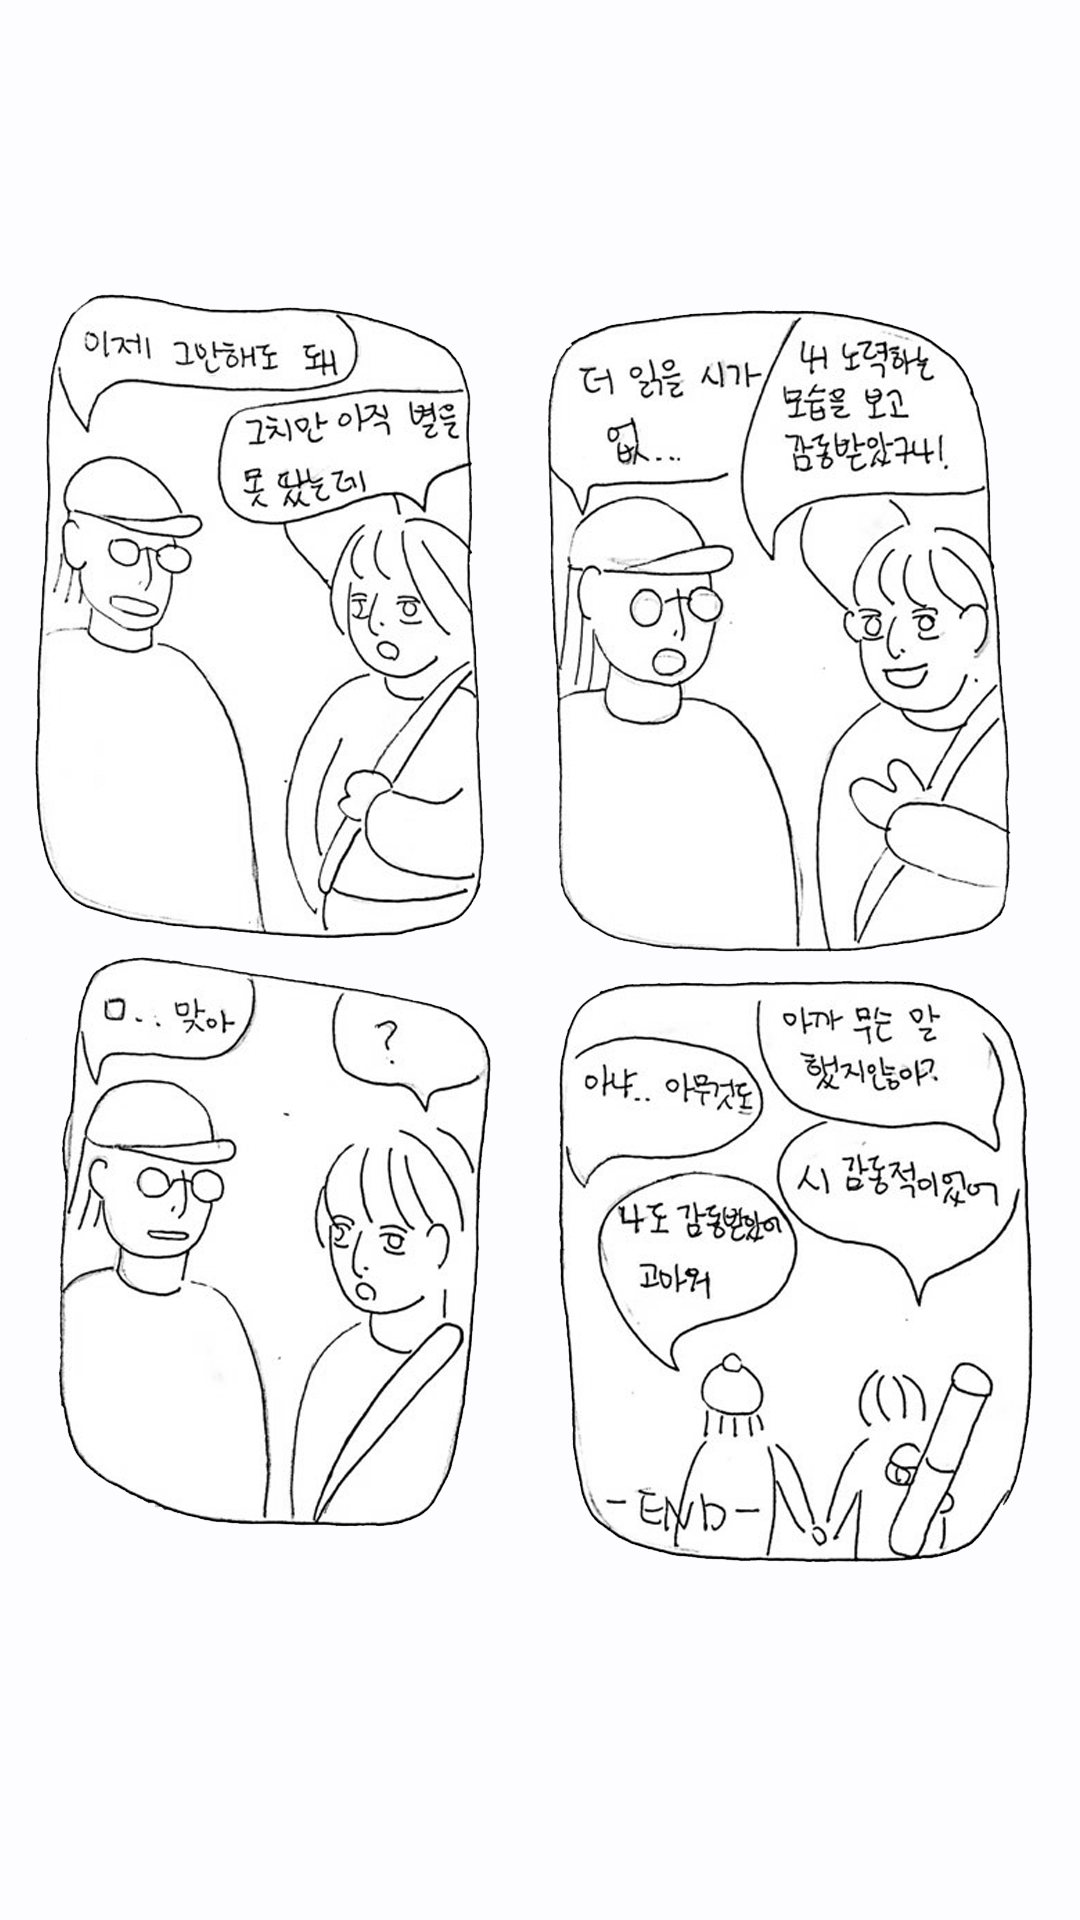 이제 그만해도 돼
그치만 아직 별을
못 땄는데
더 읽을 시가
없...
내 노력하는
모습을 보고
감동받았구나!
ㅁ.. 맞아
?
아까 무슨 말
했지않아?
아냐.. 아무것도
시 감동적이었어
나도 감동받았어
고마워
- END -